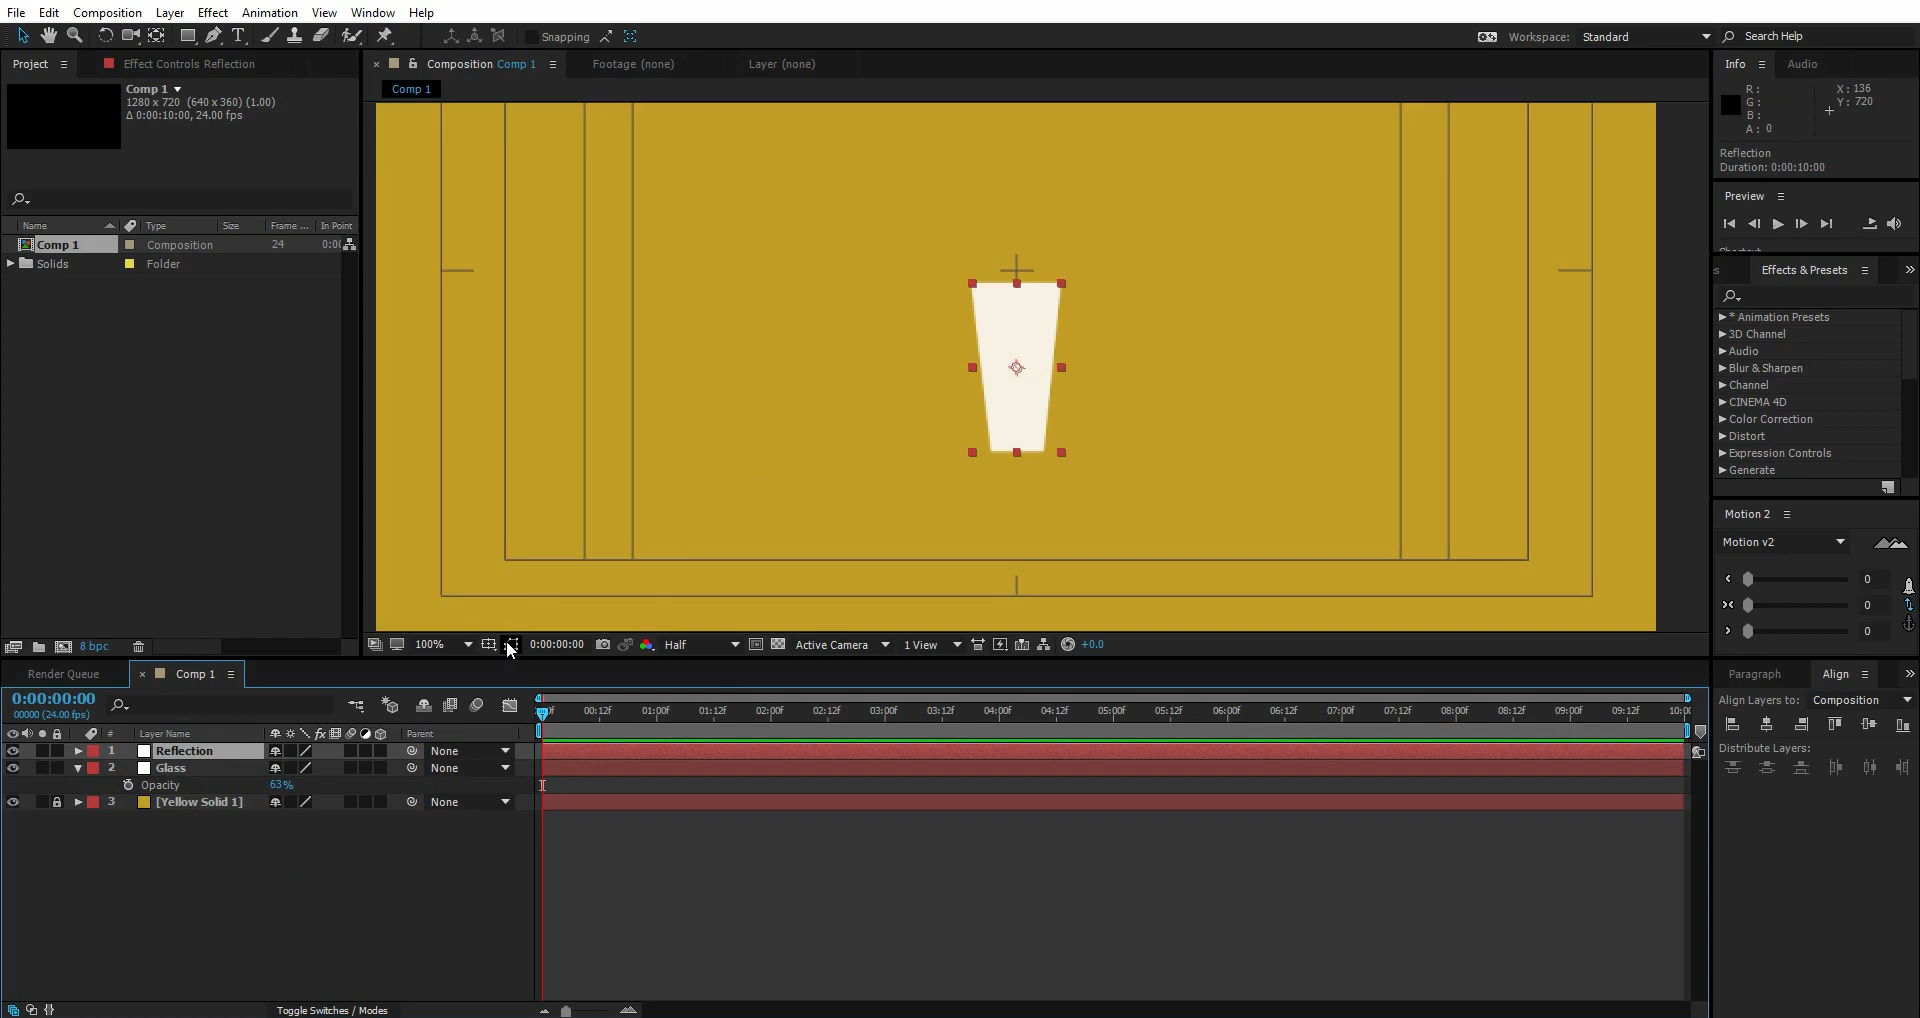 File Edit Composition Layer Effect Animation View Window Help
Snapping Workspace: Standard Search Help
Project Effect Controls Reflection Composition Comp 1 Footage (none) Layer (none) Info Audio
Comp 1
1280 x 720 (640 x 360) (1.00)
Δ 0:00:10:00, 24.00 fps
Comp 1
R: X: 136
G: Y: 720
B:
A: 0
Reflection
Duration: 0:00:10:00
Preview
Name Type Size Frame ... In Point
Comp 1 Composition 24
Solids Folder
Effects & Presets
* Animation Presets
3D Channel
Audio
Blur & Sharpen
Channel
CINEMA 4D
Color Correction
Distort
Expression Controls
Generate
Motion 2
Motion v2
0
0
0
8 bpc 100% 0:00:00:00 Half Active Camera 1 View +0.0
Render Queue Comp 1 Paragraph Align
0:00:00:00
00000 (24.00 fps)
Align Layers to: Composition
00:12f 01:00f 01:12f 02:00f 02:12f 03:00f 03:12f 04:00f 04:12f 05:00f 05:12f 06:00f 06:12f 07:00f 07:12f 08:00f 08:12f 09:00f 09:12f
# Layer Name fx Parent
1 Reflection None
2 Glass None
Opacity 63%
3 [Yellow Solid 1] None
Distribute Layers:
Toggle Switches / Modes